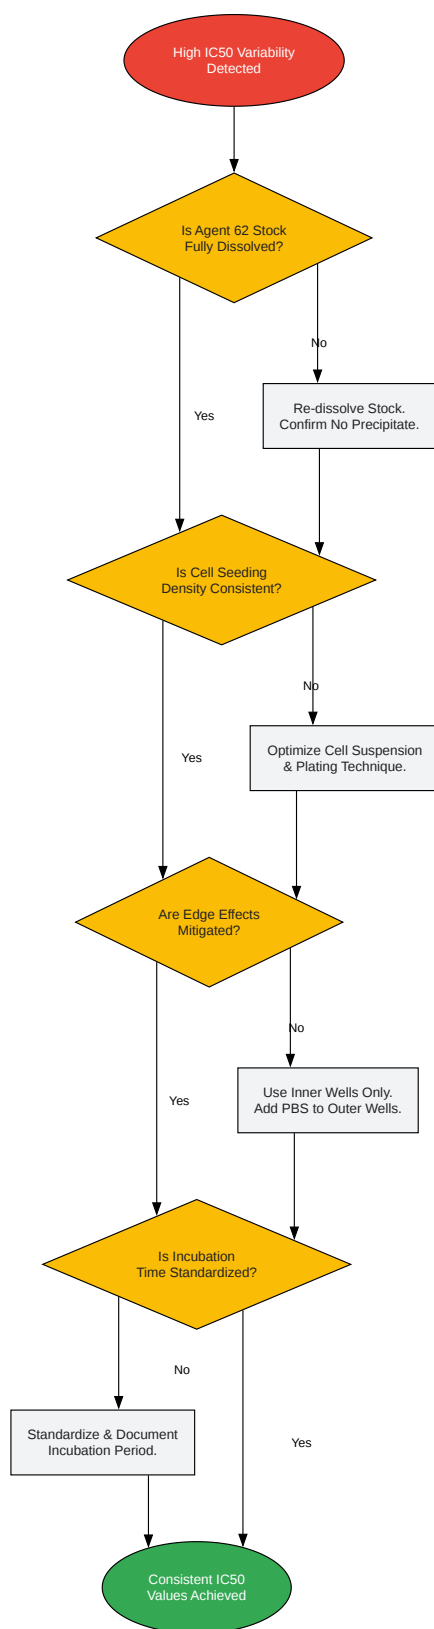 High IC50 Variability
Detected
Is Agent 62 Stock
Fully Dissolved?
No
Re-dissolve Stock.
Confirm No Precipitate.
Yes
Is Cell Seeding
Density Consistent?
No
Optimize Cell Suspension
& Plating Technique.
Yes
Are Edge Effects
Mitigated?
No
Use Inner Wells Only.
Add PBS to Outer Wells.
Yes
Is Incubation
Time Standardized?
No
Standardize & Document
Incubation Period.
Yes
Consistent IC50
Values Achieved